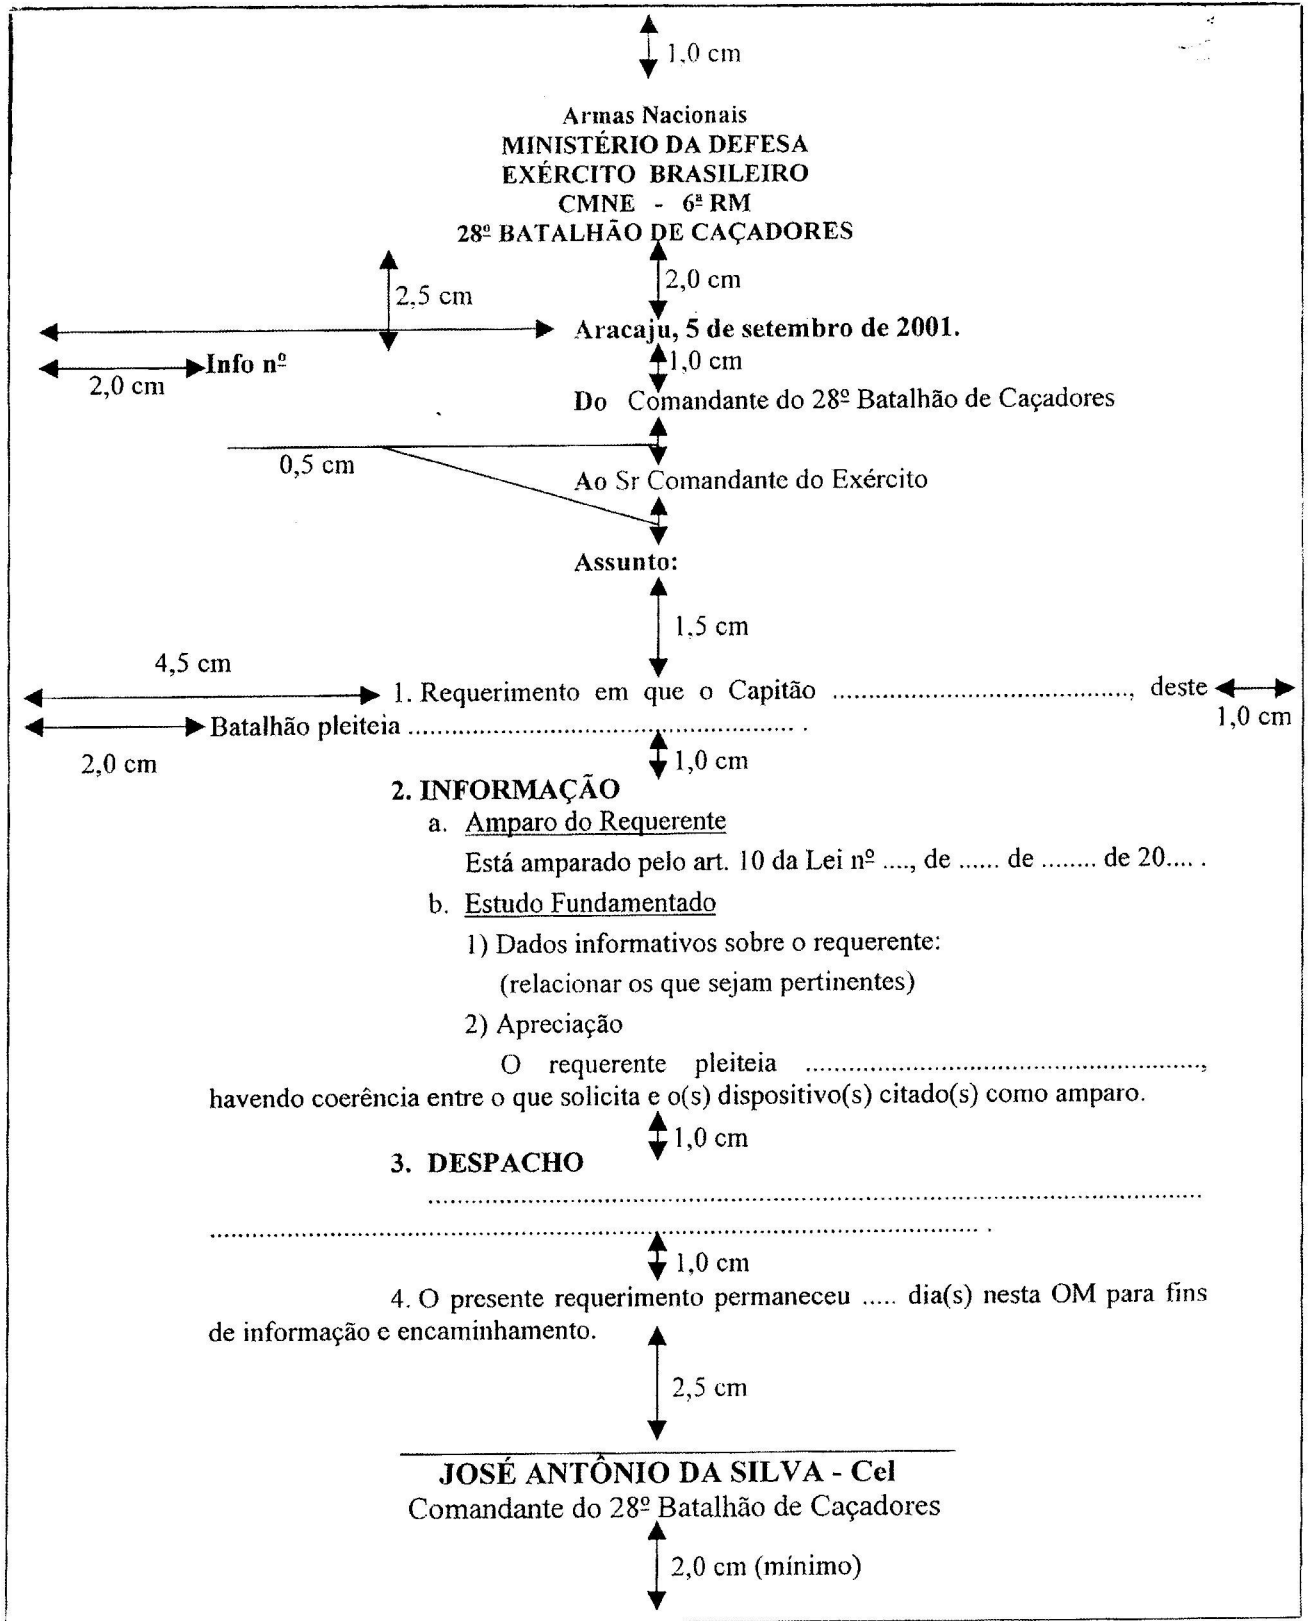 1,0 cm
Armas Nacionais
MINISTÉRIO DA DEFESA
EXÉRCITO BRASILEIRO
CMNE - 6ª RM
28º BATALHÃO DE CAÇADORES
2,0 cm
2,5 cm
Aracaju, 5 de setembro de 2001.
Info nº
1,0 cm
2,0 cm
Do Comandante do 28º Batalhão de Caçadores
0,5 cm
Ao Sr Comandante do Exército
Assunto:
1,5 cm
4,5 cm
1. Requerimento em que o Capitão ......................................, deste
1,0 cm
Batalhão pleiteia .................................................... .
2,0 cm
1,0 cm
2. INFORMAÇÃO
a. Amparo do Requerente
Está amparado pelo art. 10 da Lei nº ...., de ...... de ........ de 20.... .
b. Estudo Fundamentado
1) Dados informativos sobre o requerente:
(relacionar os que sejam pertinentes)
2) Apreciação
O requerente pleiteia ......................................................,
havendo coerência entre o que solicita e o(s) dispositivo(s) citado(s) como amparo.
1,0 cm
3. DESPACHO
........................................................................................................
........................................................................................................ .
1,0 cm
4. O presente requerimento permaneceu ..... dia(s) nesta OM para fins
de informação e encaminhamento.
2,5 cm
JOSÉ ANTÔNIO DA SILVA - Cel
Comandante do 28º Batalhão de Caçadores
2,0 cm (mínimo)